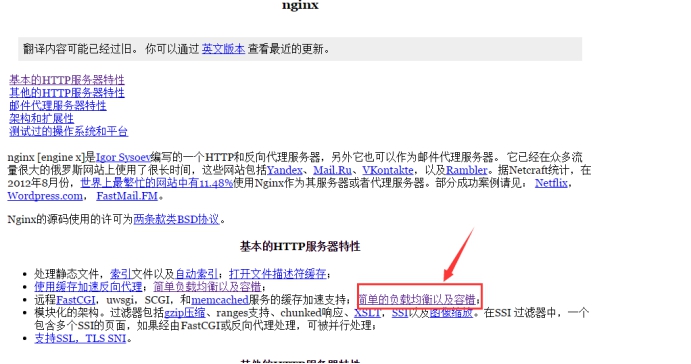 nginx
翻译内容可能已经过旧。 你可以通过 英文版本 查看最近的更新。
基本的HTTP服务器特性
其他的HTTP服务器特性
邮件代理服务器特性
架构和扩展性
测试过的操作系统和平台
nginx [engine x]是Igor Sysoev编写的一个HTTP和反向代理服务器，另外它也可以作为邮件代理服务器。 它已经在众多流
量很大的俄罗斯网站上使用了很长时间，这些网站包括Yandex、Mail.Ru、VKontakte，以及Rambler。据Netcraft统计，在
2012年8月份，世界上最繁忙的网站中有11.48%使用Nginx作为其服务器或者代理服务器。部分成功案例请见： Netflix，
Wordpress.com， FastMail.FM。
Nginx的源码使用的许可为两条款类BSD协议。
基本的HTTP服务器特性
处理静态文件，索引文件以及自动索引；打开文件描述符缓存；
使用缓存加速反向代理；简单负载均衡以及容错；
远程FastCGI，uwsgi，SCGI，和memcached服务的缓存加速支持；简单的负载均衡以及容错；
模块化的架构。过滤器包括gzip压缩、ranges支持、chunked响应、XSLT，SSI以及图像缩放。在SSI 过滤器中，一个
包含多个SSI的页面，如果经由FastCGI或反向代理处理，可被并行处理；
支持SSL，TLS SNI。